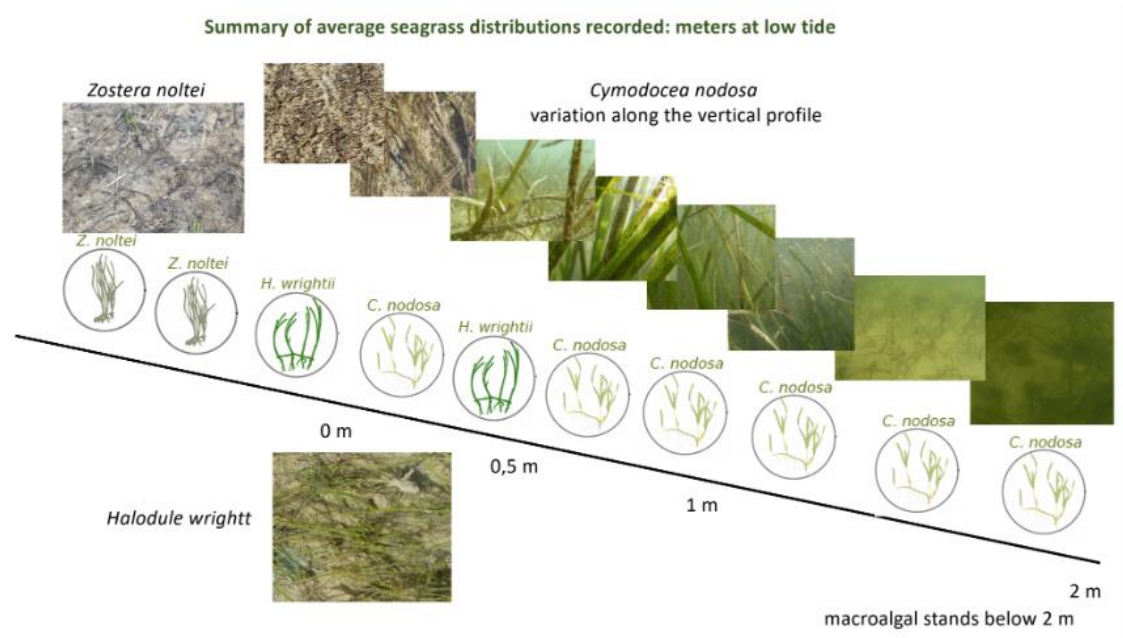 Summary of average seagrass distributions recorded: meters at low tide
Zostera noltei
Cymodocea nodosa
variation along the vertical profile
Z. noltei
Z. noltei
H. wrightii
C. nodosa
H. wrightii
C. nodosa
C. nodosa
C. nodosa
C. nodosa
C. nodosa
0 m
0,5 m
1 m
2 m
Halodule wrightt
macroalgal stands below 2 m